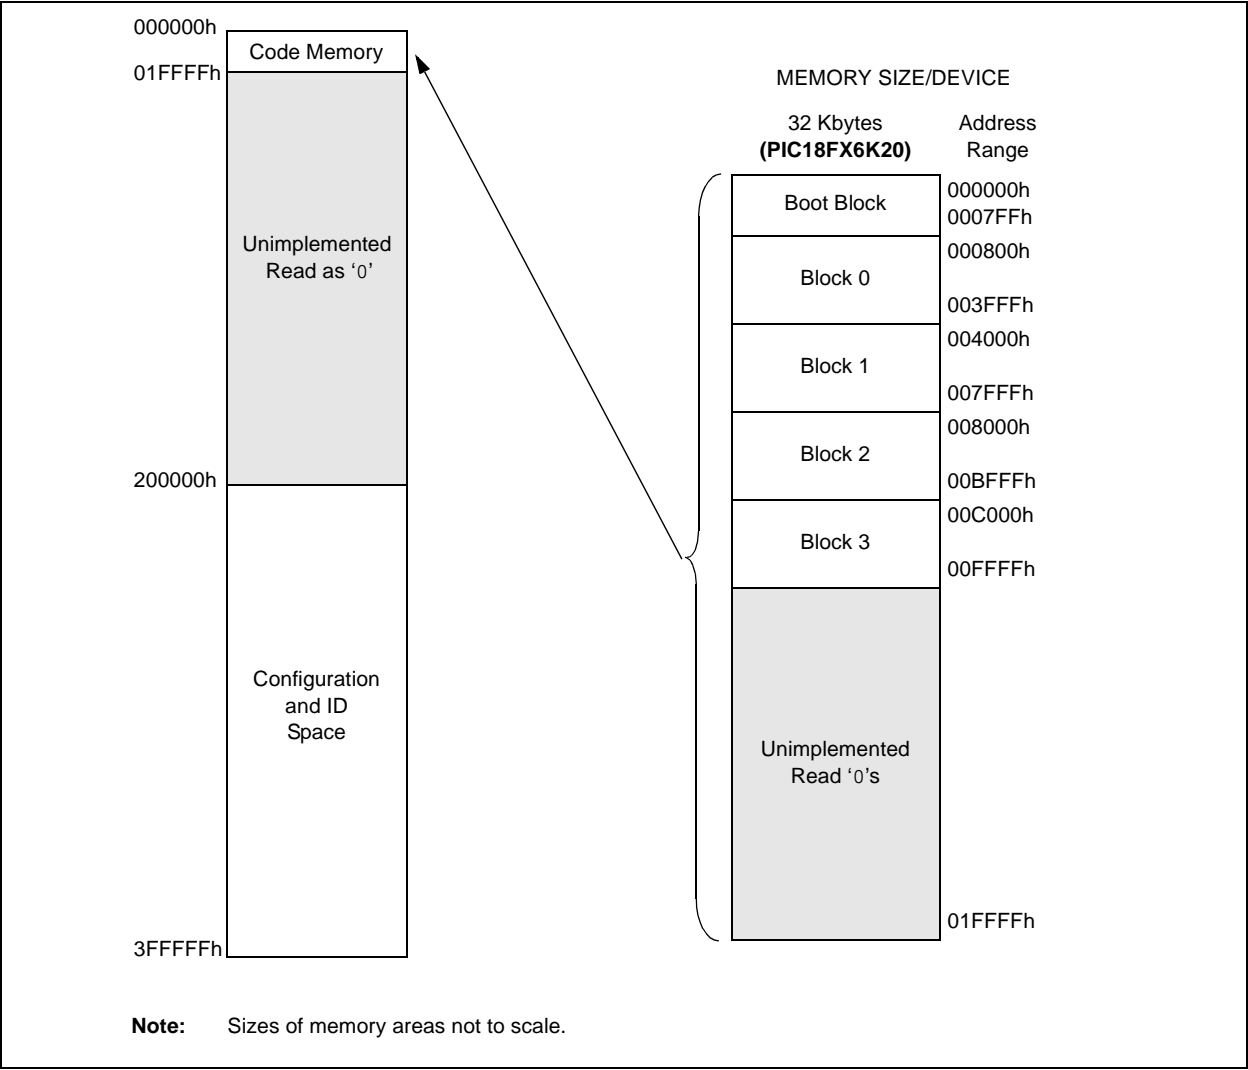 000000h
Code Memory
01FFFFh
Unimplemented
Read as ‘0’
200000h
Configuration
and ID
Space
3FFFFFh
MEMORY SIZE/DEVICE
32 Kbytes
(PIC18FX6K20)
Address
Range
Boot Block
000000h
0007FFh
Block 0
000800h
003FFFh
Block 1
004000h
007FFFh
Block 2
008000h
00BFFFh
Block 3
00C000h
00FFFFh
Unimplemented
Read ‘0’s
01FFFFh
Note: Sizes of memory areas not to scale.